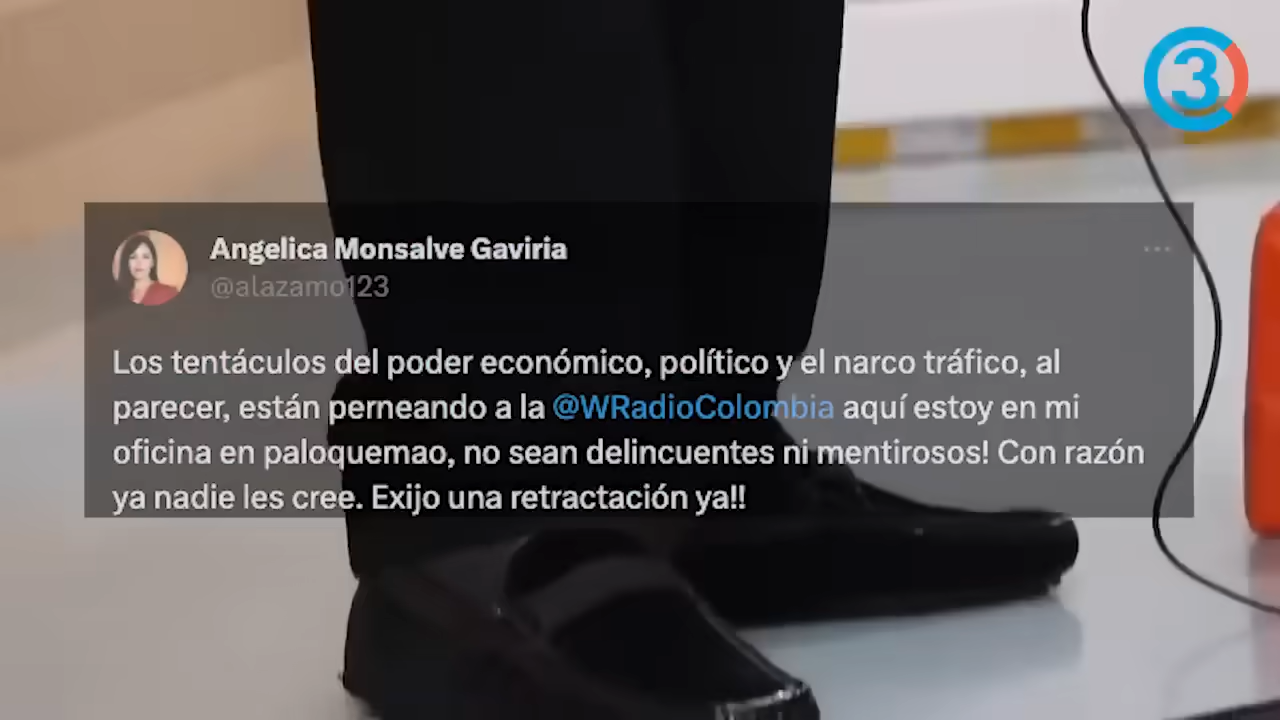 3
Angelica Monsalve Gaviria
@alazamo123
Los tentáculos del poder económico, político y el narco tráfico, al
parecer, están perneando a la @WRadioColombia aquí estoy en mi
oficina en paloquemao, no sean delincuentes ni mentirosos! Con razón
ya nadie les cree. Exijo una retractación ya!!